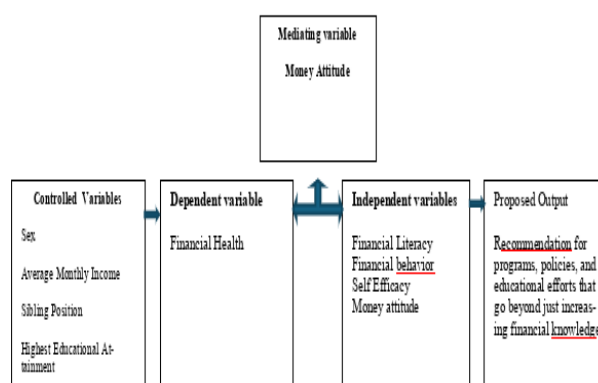 Mediating variable
Money Attitude
Controlled Variables
Sex
Average Monthly Income
Sibling Position
Highest Educational At-
tainment
Dependent variable
Financial Health
Independent variables
Financial Literacy
Financial behavior
Self Efficacy
Money attitude
Proposed Output
Recommendation for
programs, policies, and
educational efforts that
go beyond just increas-
ing financial knowledge